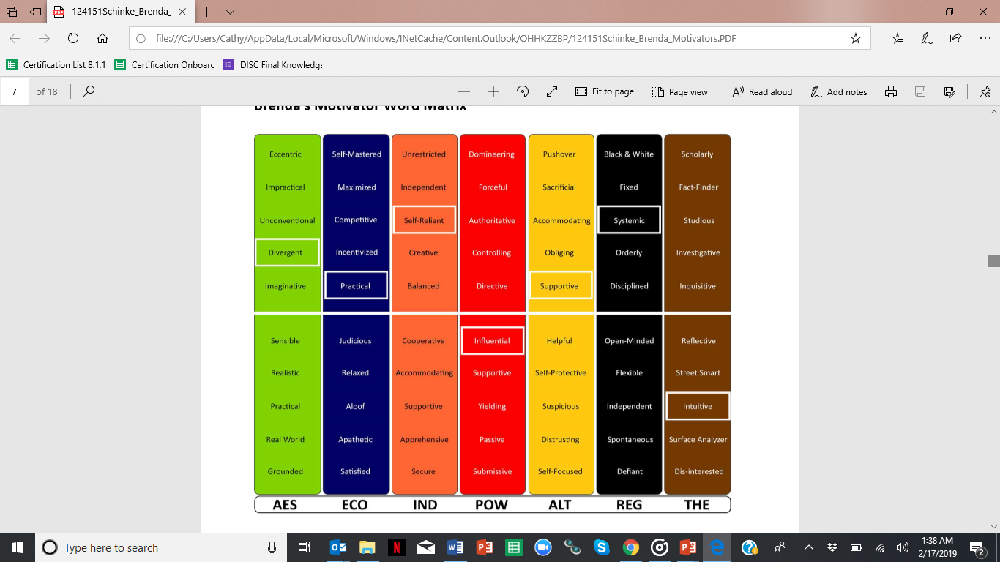 124151Schinke_Brenda_
file:///C:/Users/Cathy/AppData/Local/Microsoft/Windows/INetCache/Content.Outlook/OHHKZZBP/124151Schinke_Brenda_Motivators.PDF
Certification List 8.1.1 Certification Onboarc DISC Final Knowledge
7 of 18 Fit to page Page view Read aloud Add notes
Brenda's Motivator Word Matrix
Eccentric Self-Mastered Unrestricted Domineering Pushover Black & White Scholarly
Impractical Maximized Independent Forceful Sacrificial Fixed Fact-Finder
Unconventional Competitive Self-Reliant Authoritative Accommodating Systemic Studious
Divergent Incentivized Creative Controlling Obliging Orderly Investigative
Imaginative Practical Balanced Directive Supportive Disciplined Inquisitive
Sensible Judicious Cooperative Influential Helpful Open-Minded Reflective
Realistic Relaxed Accommodating Supportive Self-Protective Flexible Street Smart
Practical Aloof Supportive Yielding Suspicious Independent Intuitive
Real World Apathetic Apprehensive Passive Distrusting Spontaneous Surface Analyzer
Grounded Satisfied Secure Submissive Self-Focused Defiant Dis-interested
AES ECO IND POW ALT REG THE
Type here to search
1:38 AM
2/17/2019
2